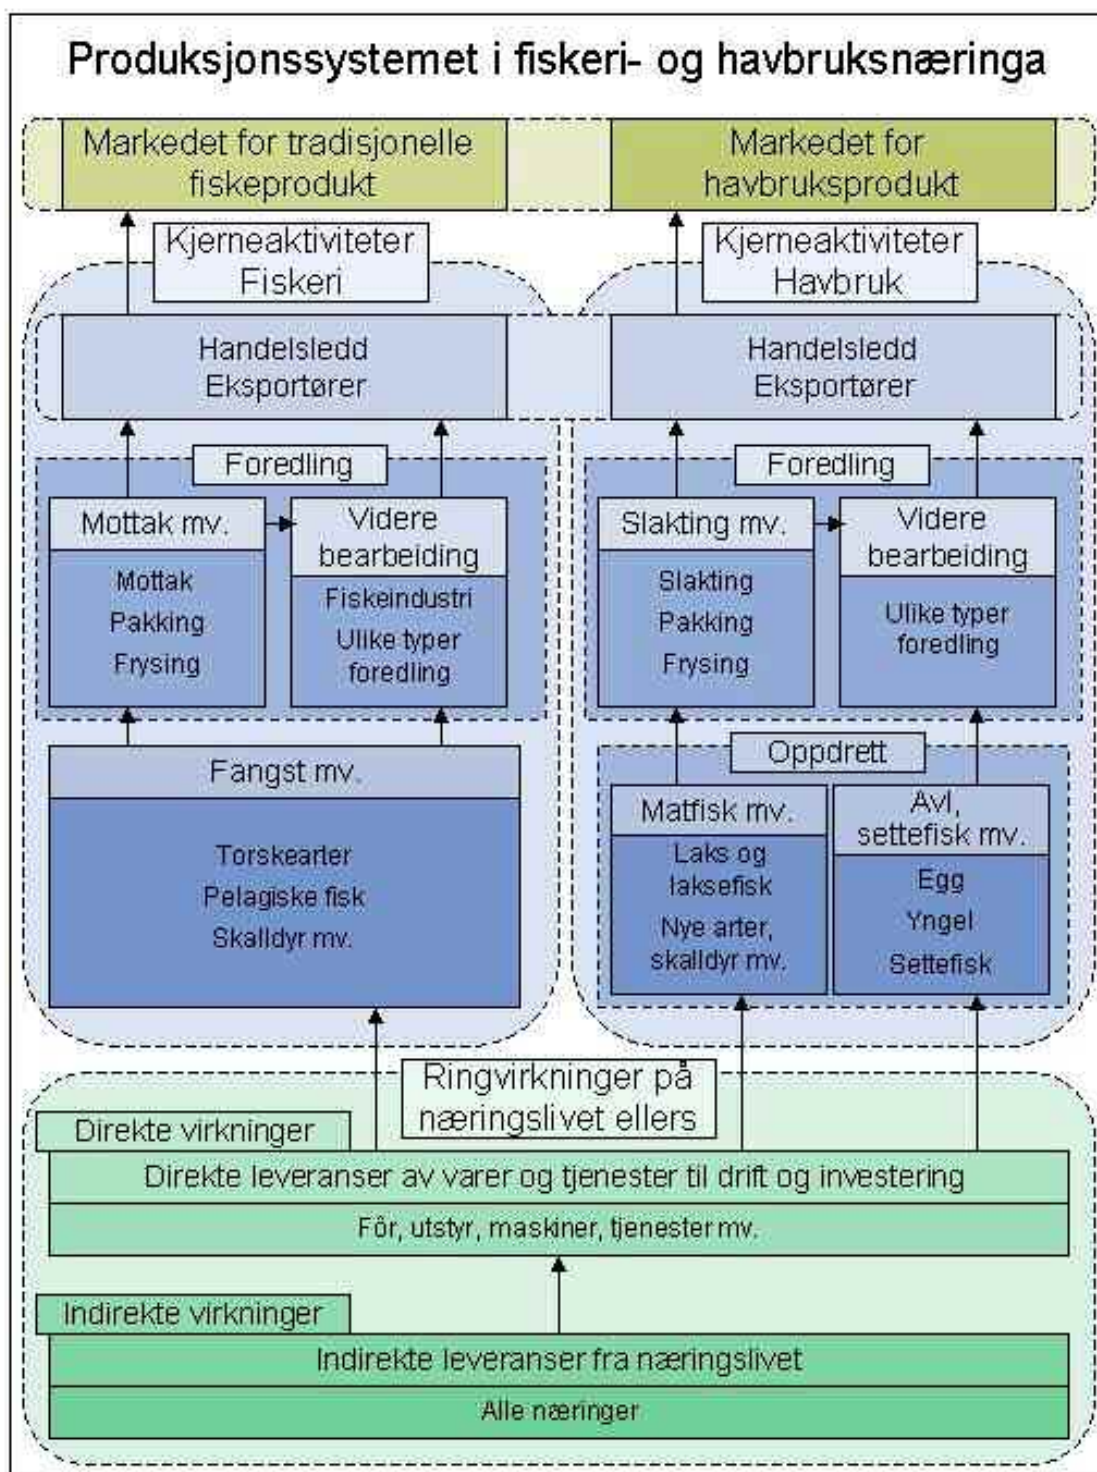 Produksjonssystemet i fiskeri- og havbruksnæringa
Markedet for tradisjonelle
fiskeprodukt
Markedet for
havbruksprodukt
Kjerneaktiviteter
Fiskeri
Kjerneaktiviteter
Havbruk
Handelsledd
Eksportører
Handelsledd
Eksportører
Foredling
Mottak mv.
Mottak
Pakking
Frysing
Videre
bearbeiding
Fiskeindustri
Ulike typer
foredling
Foredling
Slakting mv.
Slakting
Pakking
Frysing
Videre
bearbeiding
Ulike typer
foredling
Fangst mv.
Torskearter
Pelagiske fisk
Skalldyr mv.
Oppdrett
Matfisk mv.
Laks og
laksefisk
Nye arter,
skalldyr mv.
Avl,
settefisk mv.
Egg
Yngel
Settefisk
Ringvirkninger på
næringslivet ellers
Direkte virkninger
Direkte leveranser av varer og tjenester til drift og investering
Fôr, utstyr, maskiner, tjenester mv.
Indirekte virkninger
Indirekte leveranser fra næringslivet
Alle næringer